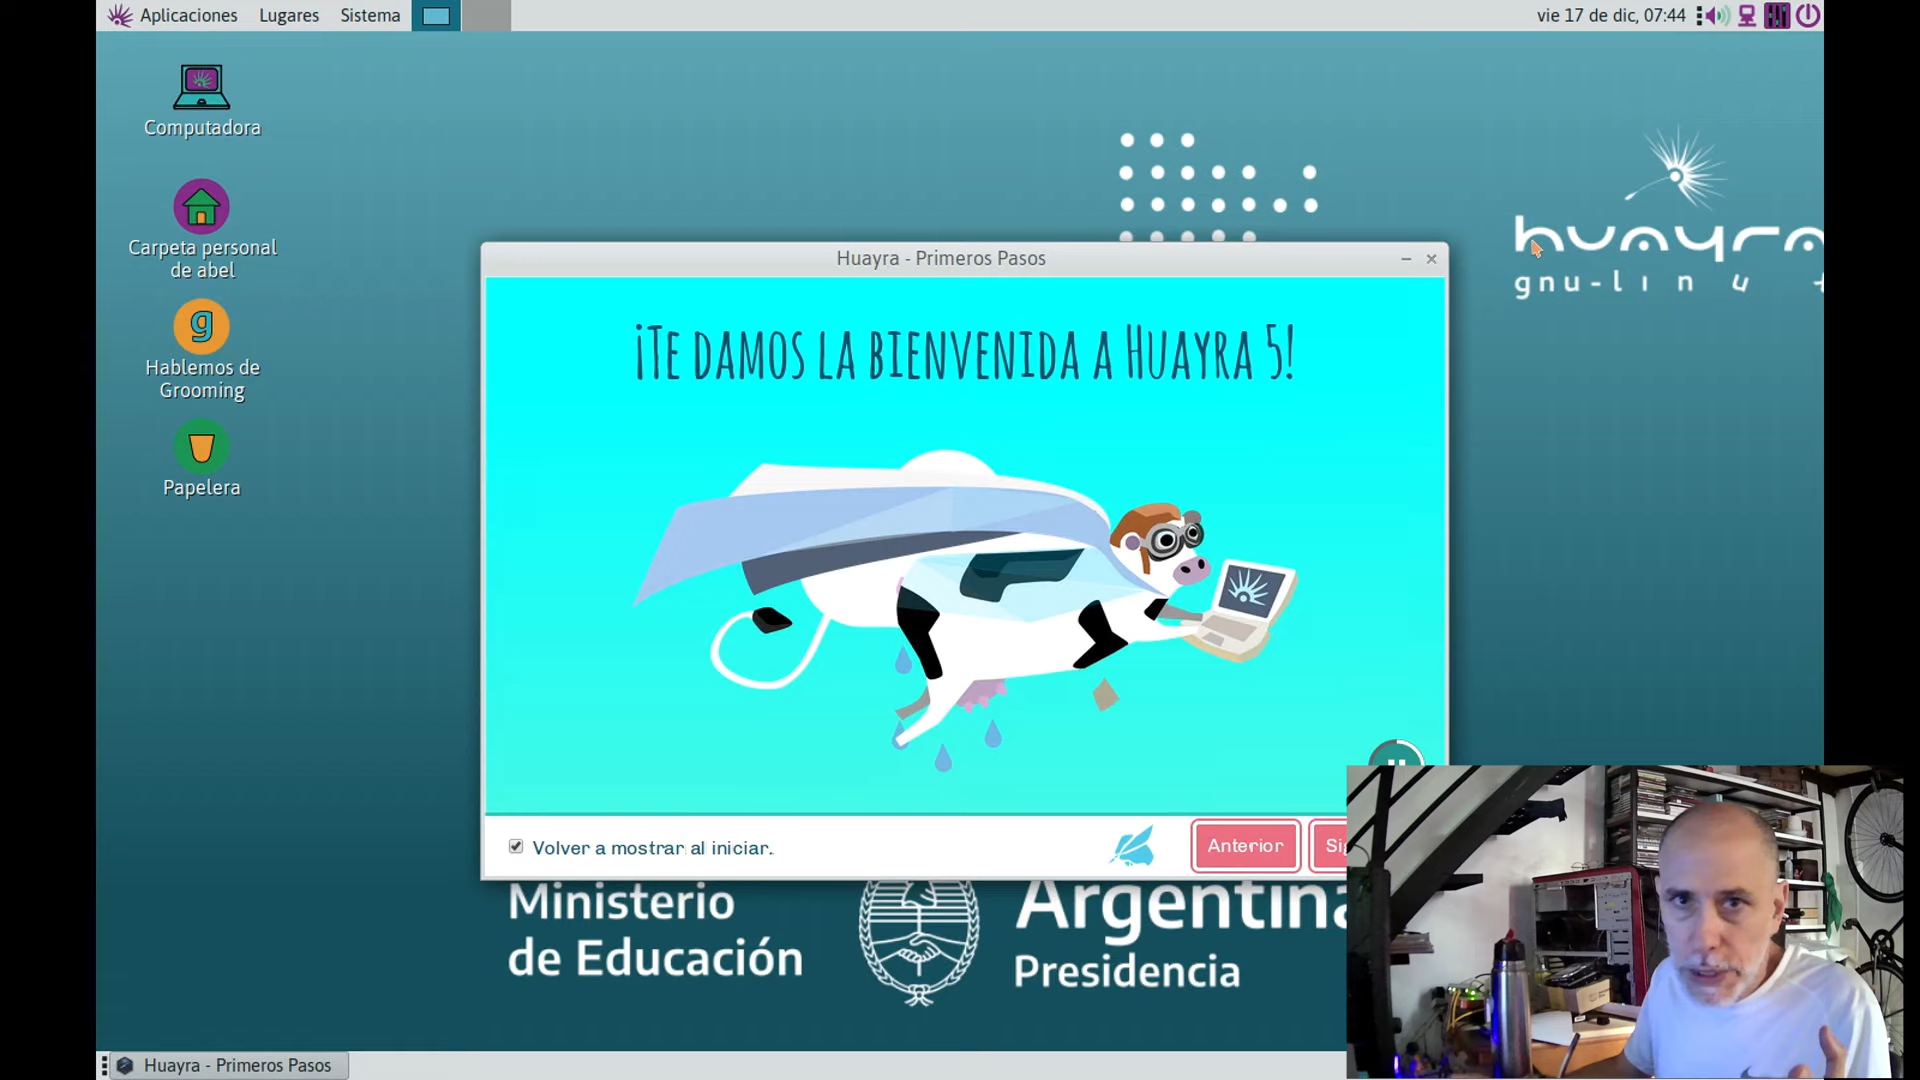 Aplicaciones Lugares Sistema
vie 17 de dic, 07:44
Computadora
Carpeta personal
de abel
Hablemos de
Grooming
Papelera
huayra
gnu-linu
Huayra - Primeros Pasos
¡Te damos la bienvenida a Huayra 5!
Volver a mostrar al iniciar.
Anterior
Ministerio
de Educación
Argentina
Presidencia
Huayra - Primeros Pasos